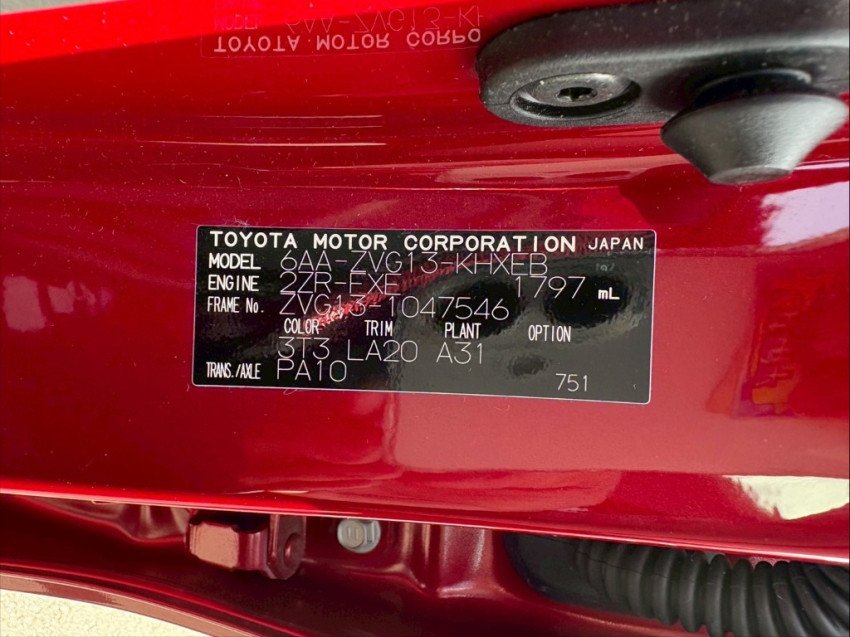 TOYOTA MOTOR CORPO
TOYOTA MOTOR CORPORATION JAPAN
MODEL 6AA-ZVG13-KHXEB
ENGINE 2ZR-FXE 1797 mL
FRAME No. ZVG13-1047546
COLOR TRIM PLANT OPTION
3T3 LA20 A31
TRANS./AXLE PA10 751